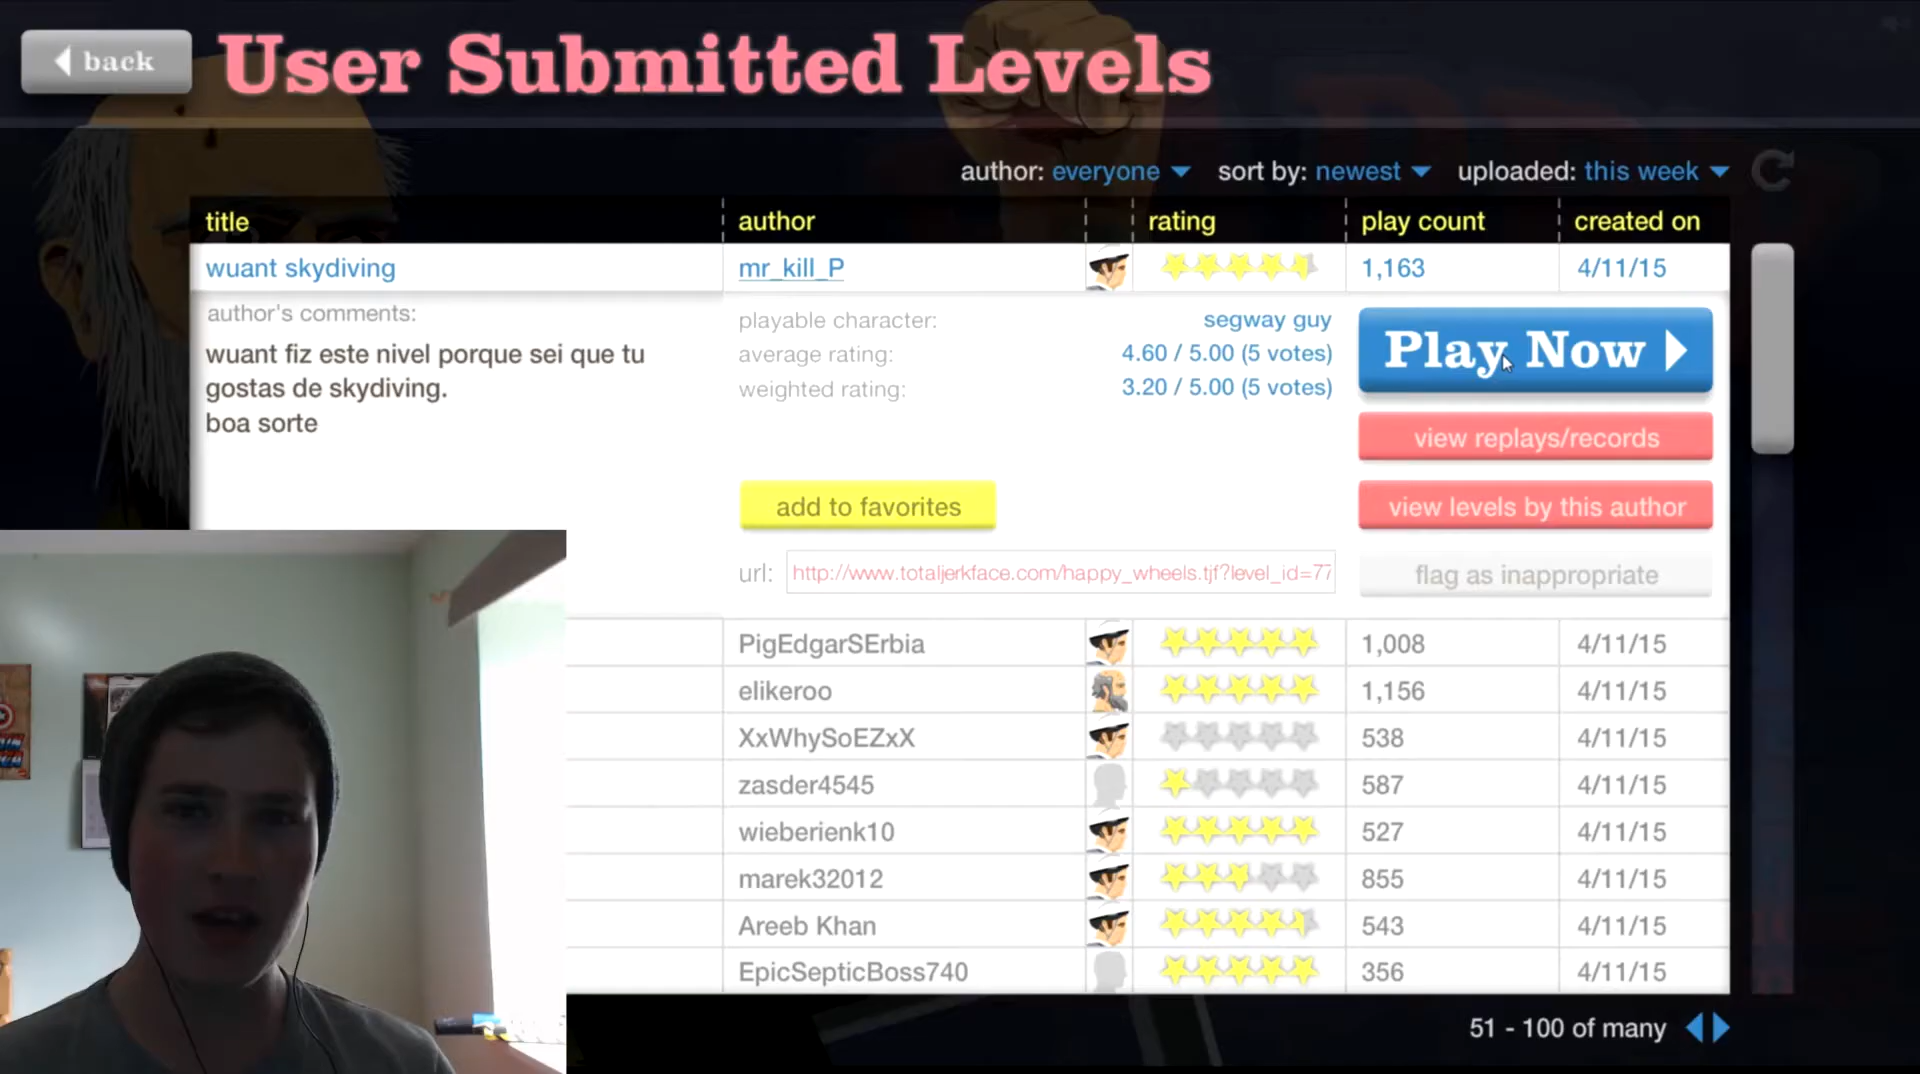 back
User Submitted Levels
author: everyone sort by: newest uploaded: this week
title author rating play count created on
wuant skydiving mr_kill_P 1,163 4/11/15
author's comments:
wuant fiz este nivel porque sei que tu
gostas de skydiving.
boa sorte
playable character: segway guy
average rating: 4.60 / 5.00 (5 votes)
weighted rating: 3.20 / 5.00 (5 votes)
Play Now
view replays/records
add to favorites
view levels by this author
url: http://www.totaljerkface.com/happy_wheels.tjf?level_id=77
flag as inappropriate
PigEdgarSErbia 1,008 4/11/15
elikeroo 1,156 4/11/15
XxWhySoEZxX 538 4/11/15
zasder4545 587 4/11/15
wieberienk10 527 4/11/15
marek32012 855 4/11/15
Areeb Khan 543 4/11/15
EpicSepticBoss740 356 4/11/15
51 - 100 of many